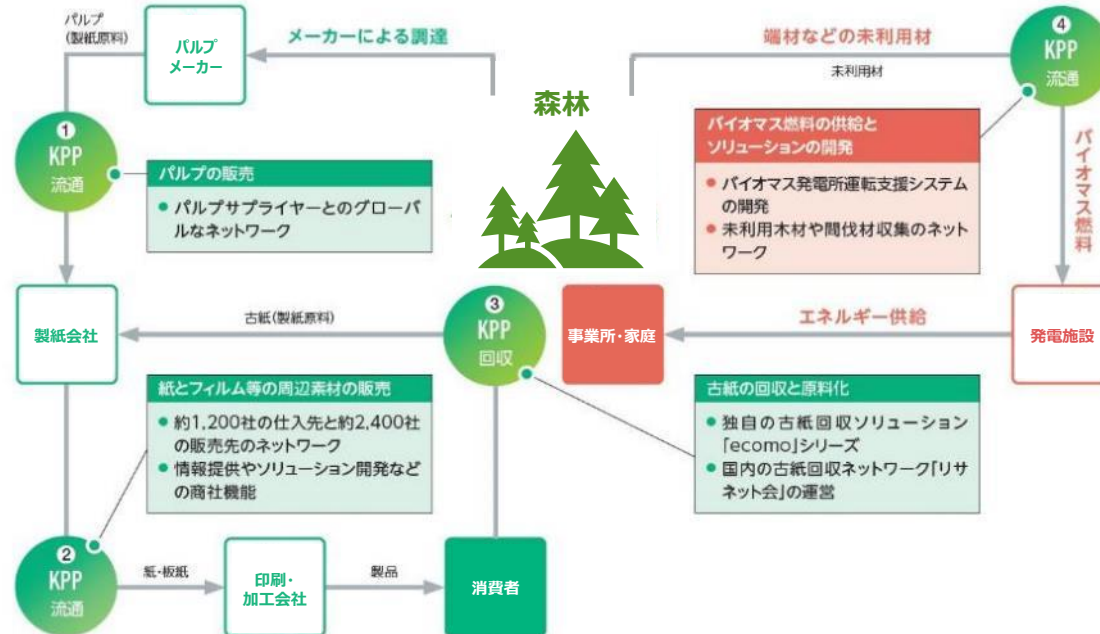 パルプ
(製紙原料)
パルプ
メーカー
メーカーによる調達
端材などの未利用材
未利用材
④
KPP
流通
森林
①
KPP
流通
パルプの販売
● パルプサプライヤーとのグローバ
ルなネットワーク
バイオマス燃料の供給と
ソリューションの開発
● バイオマス発電所運転支援システム
の開発
● 未利用木材や間伐材収集のネット
ワーク
バイオマス燃料
製紙会社
古紙(製紙原料)
③
KPP
回収
事業所・家庭
エネルギー供給
発電施設
紙とフィルム等の周辺素材の販売
● 約1,200社の仕入先と約2,400社
の販売先のネットワーク
● 情報提供やソリューション開発など
の商社機能
古紙の回収と原料化
● 独自の古紙回収ソリューション
「ecomo」シリーズ
● 国内の古紙回収ネットワーク「リサ
ネット会」の運営
②
KPP
流通
紙・板紙
印刷・
加工会社
製品
消費者